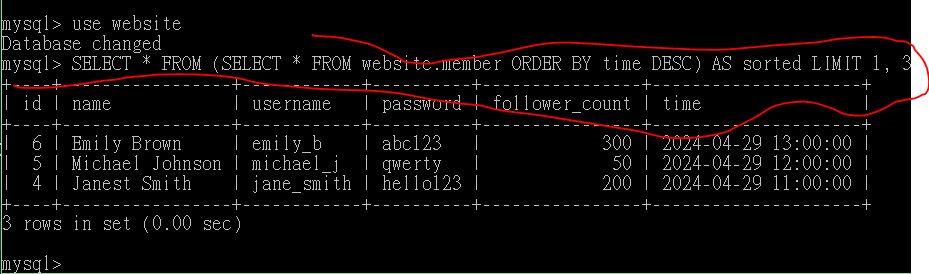 mysql> use website
Database changed
mysql> SELECT * FROM (SELECT * FROM website.member ORDER BY time DESC) AS sorted LIMIT 1, 3
+----+-----------------+------------+----------+----------------+---------------------+
| id | name | username | password | follower_count | time |
+----+-----------------+------------+----------+----------------+---------------------+
| 6 | Emily Brown | emily_b | abc123 | 300 | 2024-04-29 13:00:00 |
| 5 | Michael Johnson | michael_j | qwerty | 50 | 2024-04-29 12:00:00 |
| 4 | Janest Smith | jane_smith | hello123 | 200 | 2024-04-29 11:00:00 |
+----+-----------------+------------+----------+----------------+---------------------+
3 rows in set (0.00 sec)
mysql>